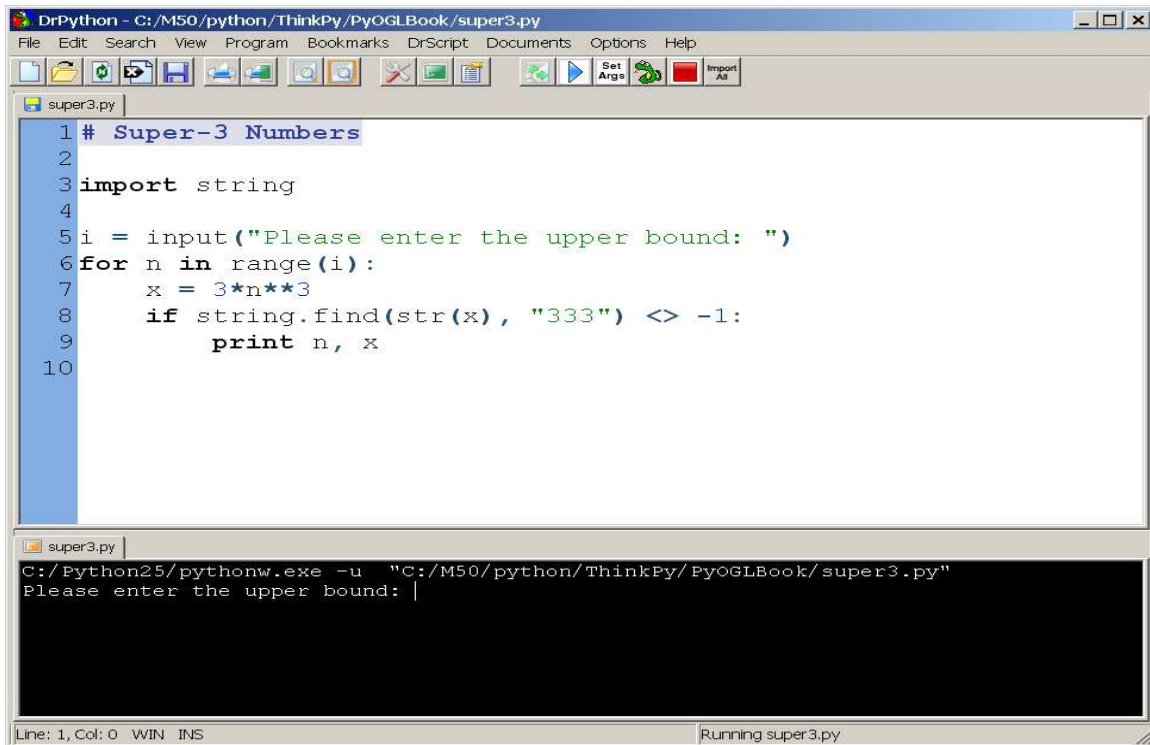 DrPython - C:/M50/python/ThinkPy/PyOGLBook/super3.py
File Edit Search View Program Bookmarks DrScript Documents Options Help
Set Args Import All
super3.py
1 # Super-3 Numbers
2
3 import string
4
5 i = input("Please enter the upper bound: ")
6 for n in range(i):
7     x = 3*n**3
8     if string.find(str(x), "333") <> -1:
9         print n, x
10
super3.py
C:/Python25/pythonw.exe -u  "C:/M50/python/ThinkPy/PyOGLBook/super3.py"
Please enter the upper bound:
Line: 1, Col: 0 WIN INS Running super3.py